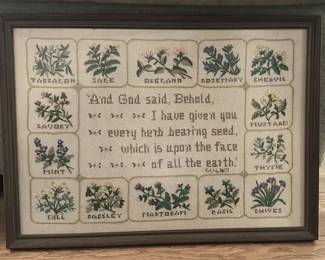 TARRAGON SAGE OREGANO ROSEMARY CHERVIL
SAVORY
MUSTARD
MINT
THYME
"And God said, Behold,
I have given you
every herb bearing seed,
which is upon the face
of all the earth."
DILL PARSLEY MARJORAM BASIL CHIVES